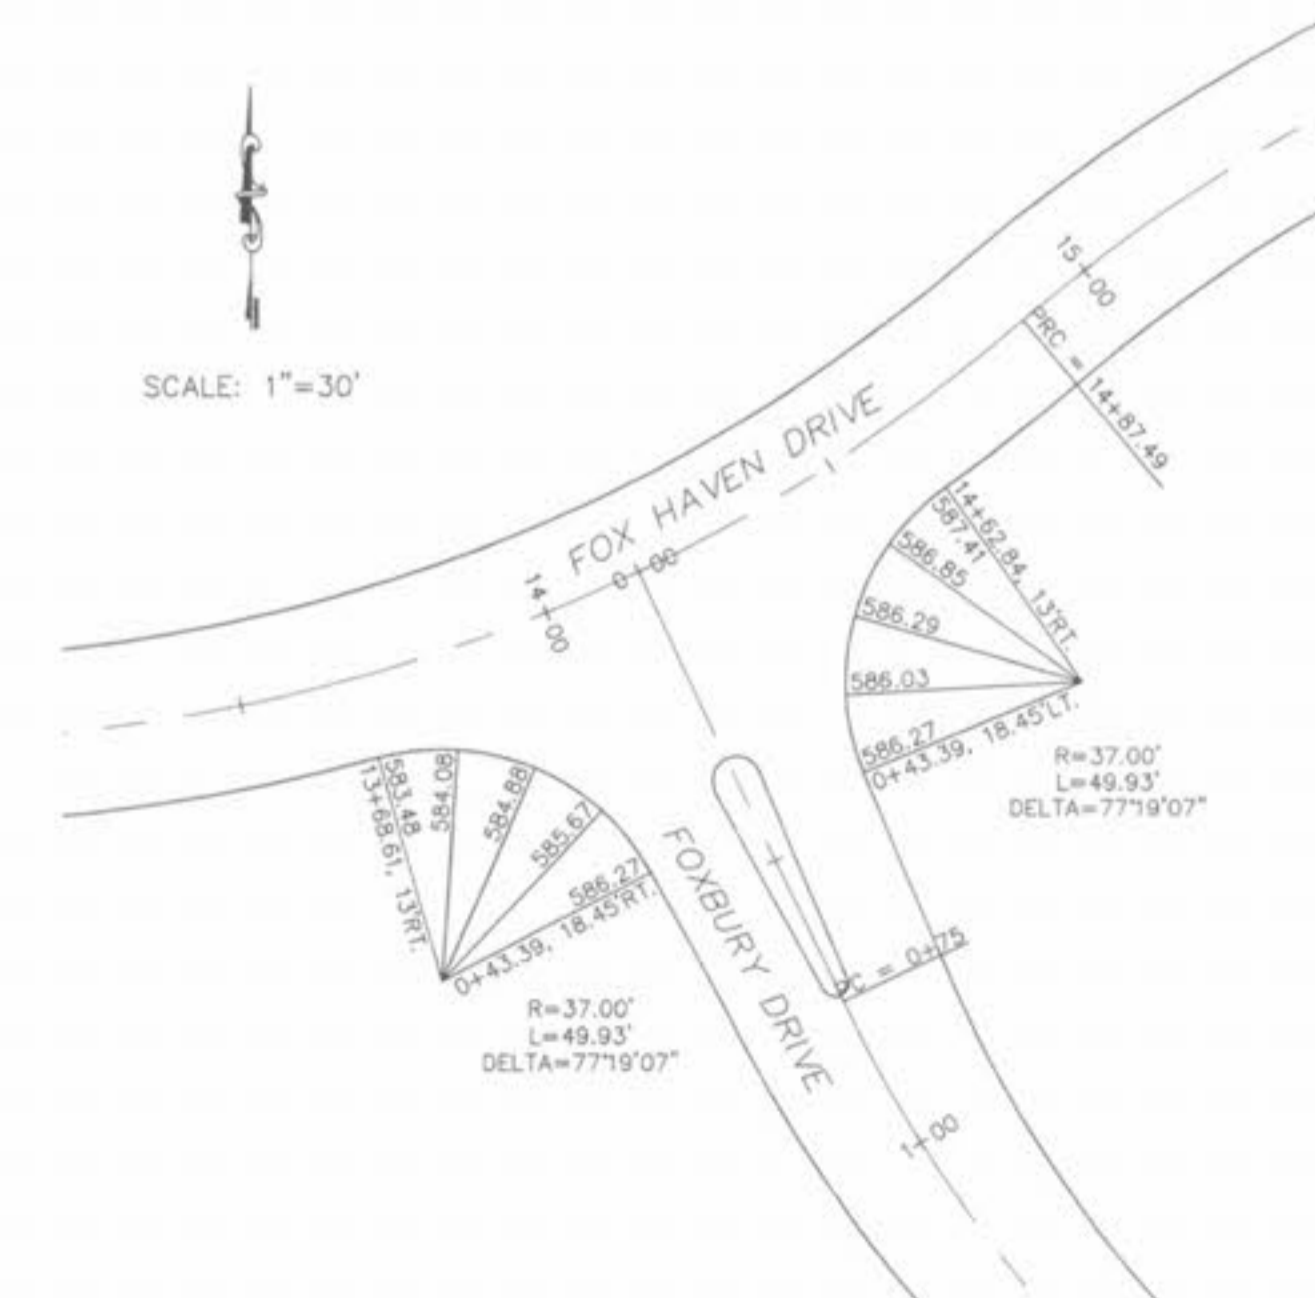 SCALE: 1"=30'
15+00
PRC = 14+87.49
FOX HAVEN DRIVE
14+00
0+00
14+62.84, 13'RT.
587.41
586.85
586.29
586.03
586.27
0+43.39, 18.45'LT.
R=37.00'
L=49.93'
DELTA=77°19'07"
583.48
13+68.61, 13'RT.
584.08
584.88
585.67
586.27
0+43.39, 18.45'RT.
R=37.00'
L=49.93'
DELTA=77°19'07"
FOXBURY DRIVE
PC = 0+75
1+00